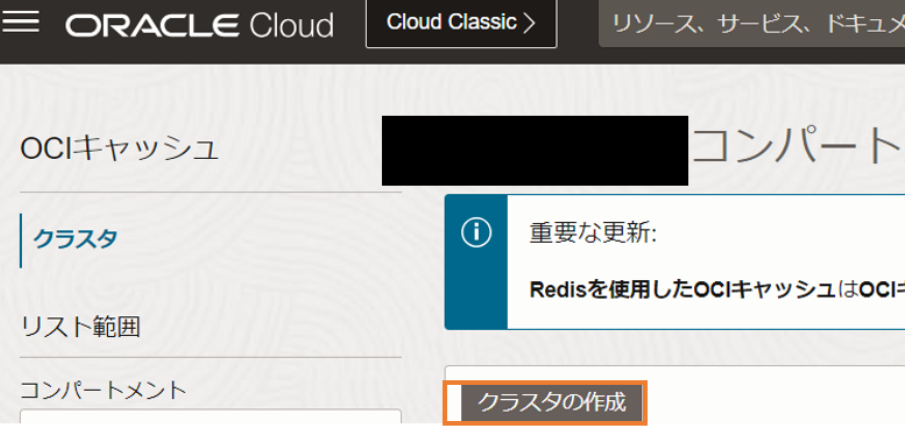 ORACLE Cloud
Cloud Classic >
リソース、サービス、ドキュメ
OCIキャッシュ
コンパート
クラスタ
重要な更新:
Redisを使用したOCIキャッシュはOCIキ
リスト範囲
コンパートメント
クラスタの作成